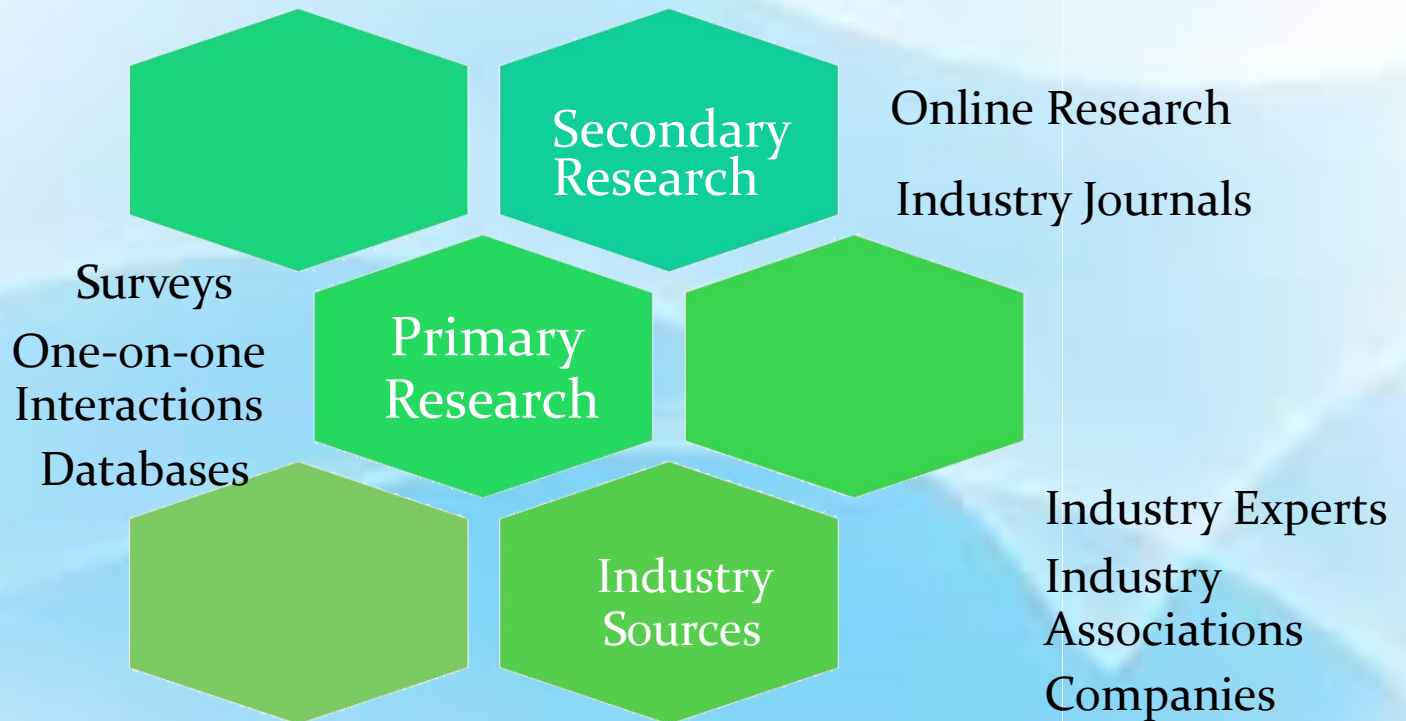 Secondary
Research
Online Research
Industry Journals
Surveys
One-on-one
Interactions
Databases
Primary
Research
Industry
Sources
Industry Experts
Industry
Associations
Companies